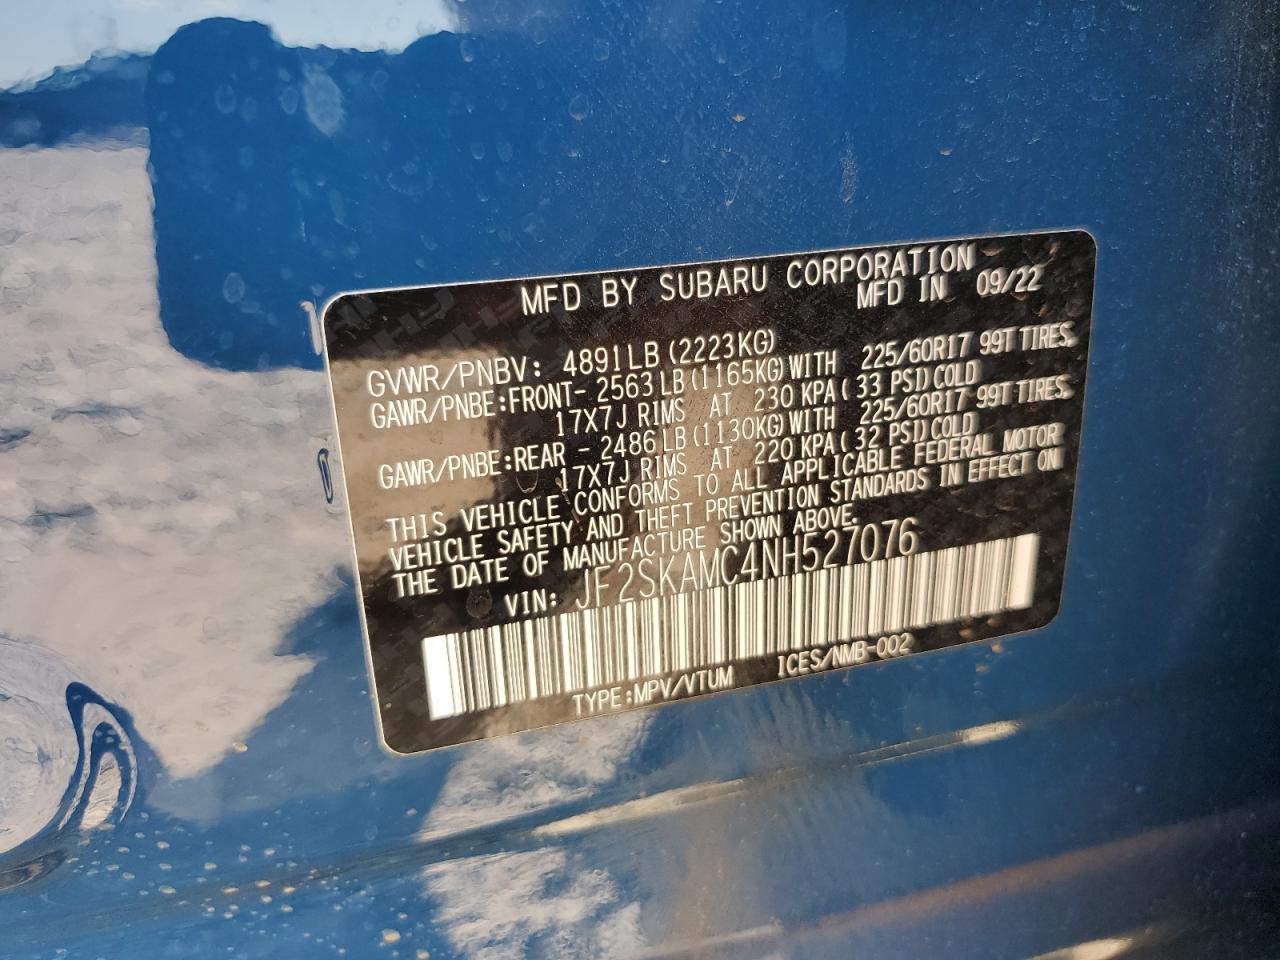 MFD BY SUBARU CORPORATION
MFD IN 09/22
GVWR/PNBV: 4891LB(2223KG)
GAWR/PNBE:FRONT- 2563LB(1165KG)WITH 225/60R17 99T TIRES
17X7J RIMS AT 230 KPA(33 PSI)COLD
GAWR/PNBE:REAR - 2486LB(1130KG)WITH 225/60R17 99T TIRES
17X7J RIMS AT 220 KPA(32 PSI)COLD
THIS VEHICLE CONFORMS TO ALL APPLICABLE FEDERAL MOTOR
VEHICLE SAFETY AND THEFT PREVENTION STANDARDS IN EFFECT ON
THE DATE OF MANUFACTURE SHOWN ABOVE.
VIN: JF2SKAMC4NH527076
TYPE:MPV/VTUM ICES/NMB-002